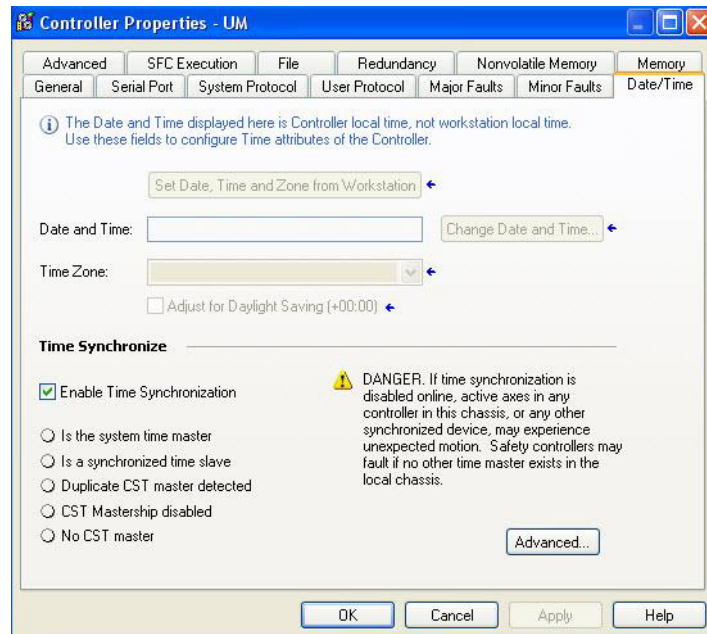 Controller Properties - UM
Advanced SFC Execution File Redundancy Nonvolatile Memory Memory
General Serial Port System Protocol User Protocol Major Faults Minor Faults Date/Time
The Date and Time displayed here is Controller local time, not workstation local time.
Use these fields to configure Time attributes of the Controller.
Set Date, Time and Zone from Workstation
Date and Time:
Change Date and Time...
Time Zone:
Adjust for Daylight Saving (+00:00)
Time Synchronize
Enable Time Synchronization
Is the system time master
Is a synchronized time slave
Duplicate CST master detected
CST Mastership disabled
No CST master
DANGER. If time synchronization is
disabled online, active axes in any
controller in this chassis, or any other
synchronized device, may experience
unexpected motion. Safety controllers may
fault if no other time master exists in the
local chassis.
Advanced...
OK Cancel Apply Help